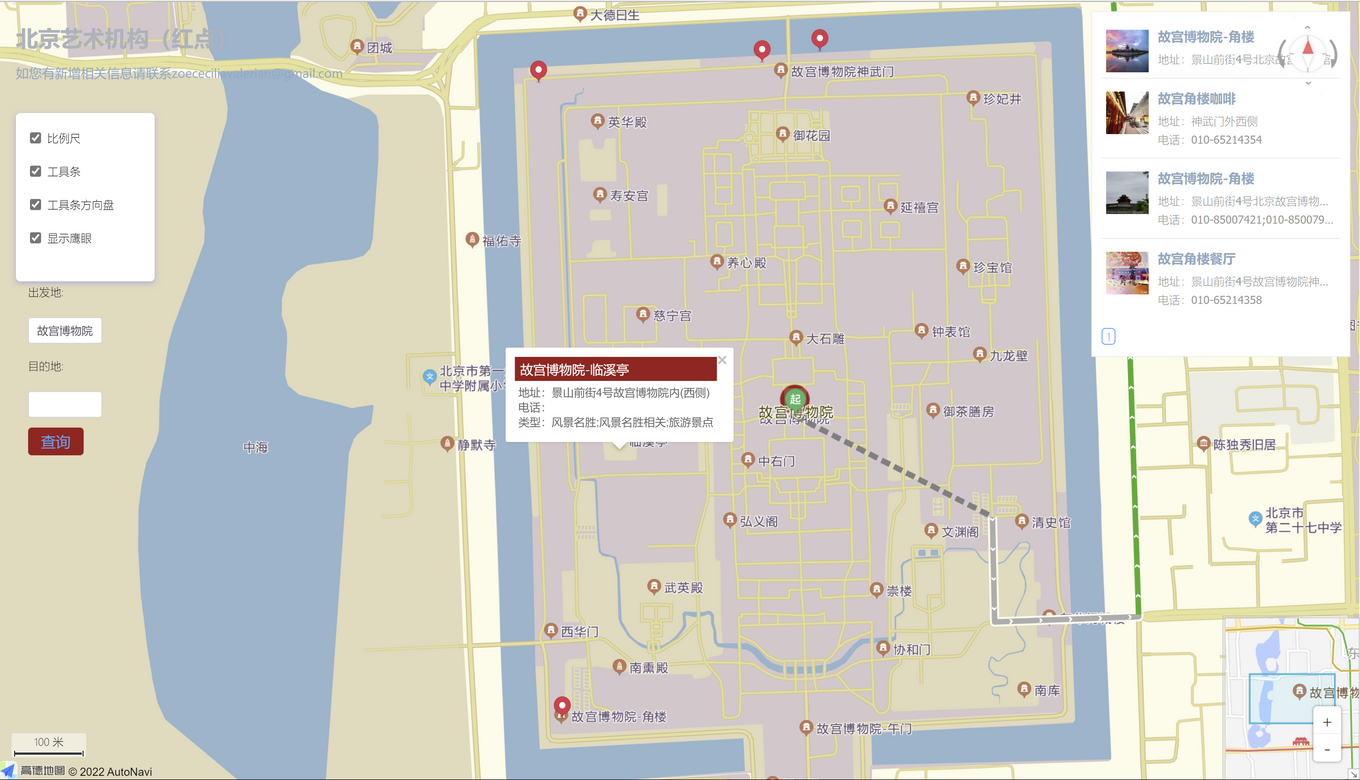 北京艺术机构（红点）
如您有新增相关信息请联系zoececiliavalerian@gmail.com
比例尺
工具条
工具条方向盘
显示鹰眼
出发地:
故宫博物院
目的地:
查询
大德曰生
团城
故宫博物院神武门
珍妃井
英华殿
御花园
寿安宫
延禧宫
福佑寺
养心殿
珍宝馆
慈宁宫
大石雕
钟表馆
九龙壁
北京市第一
中学附属小
故宫博物院-临溪亭
×
地址：景山前街4号故宫博物院内(西侧)
电话：
类型：风景名胜;风景名胜相关;旅游景点
起
故宫博物院
故宫博物院
御茶膳房
临溪亭
静默寺
中海
中右门
弘义阁
文渊阁
清史馆
武英殿
崇楼
西华门
协和门
南熏殿
南库
故宫博物院-角楼
故宫博物院-午门
陈独秀旧居
北京市
第二十七中学
故宫博物院-角楼
地址：景山前街4号北京故宫
故宫角楼咖啡
地址：神武门外西侧
电话：010-65214354
故宫博物院-角楼
地址：景山前街4号北京故宫博物...
电话：010-85007421;010-850079...
故宫角楼餐厅
地址：景山前街4号故宫博物院神...
电话：010-65214358
1
东
故宫博物
+
-
100 米
高德地图 © 2022 AutoNavi